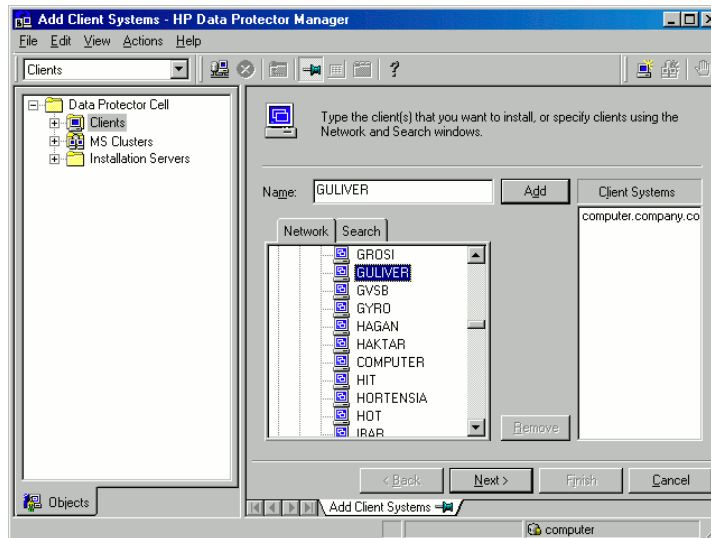 Add Client Systems - HP Data Protector Manager
File Edit View Actions Help
Clients
Data Protector Cell
Clients
MS Clusters
Installation Servers
Type the client(s) that you want to install, or specify clients using the
Network and Search windows.
Name: GULIVER Add Client Systems
computer.company.co
Network Search
GROSI
GULIVER
GVSB
GYRO
HAGAN
HAKTAR
COMPUTER
HIT
HORTENSIA
HOT
IBAR
Remove
< Back Next > Finish Cancel
Objects
Add Client Systems
computer